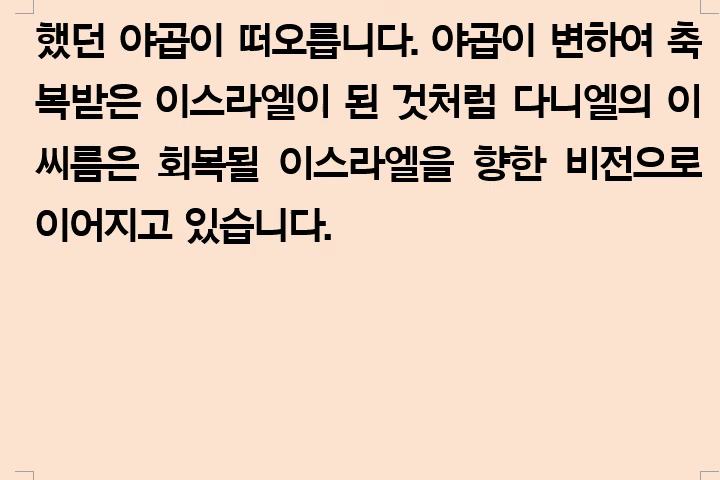 했던 야곱이 떠오릅니다. 야곱이 변하여 축
복받은 이스라엘이 된 것처럼 다니엘의 이
씨름은 회복될 이스라엘을 향한 비전으로
이어지고 있습니다.